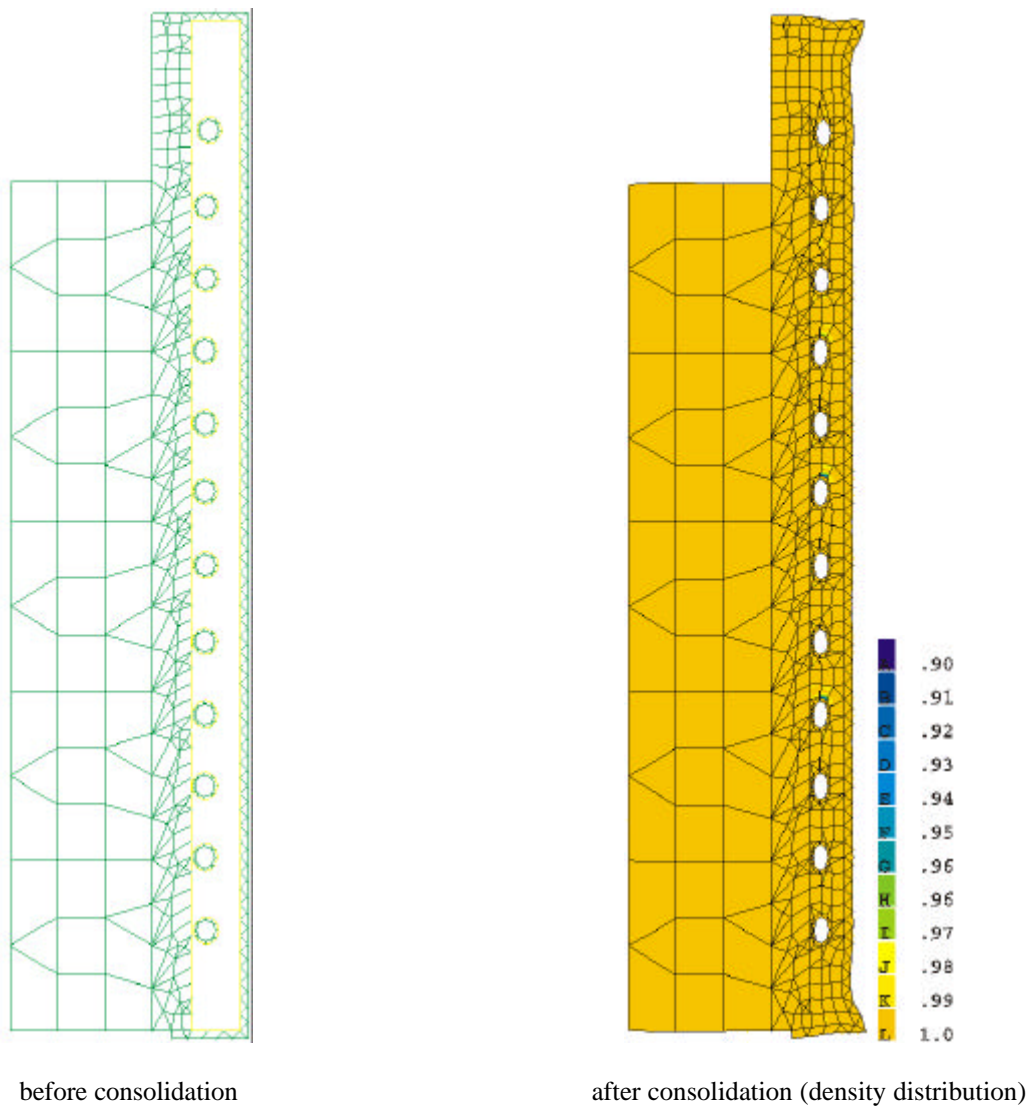 A .90
B .91
C .92
D .93
E .94
F .95
G .96
H .96
I .97
J .98
K .99
L 1.0
before consolidation
after consolidation (density distribution)